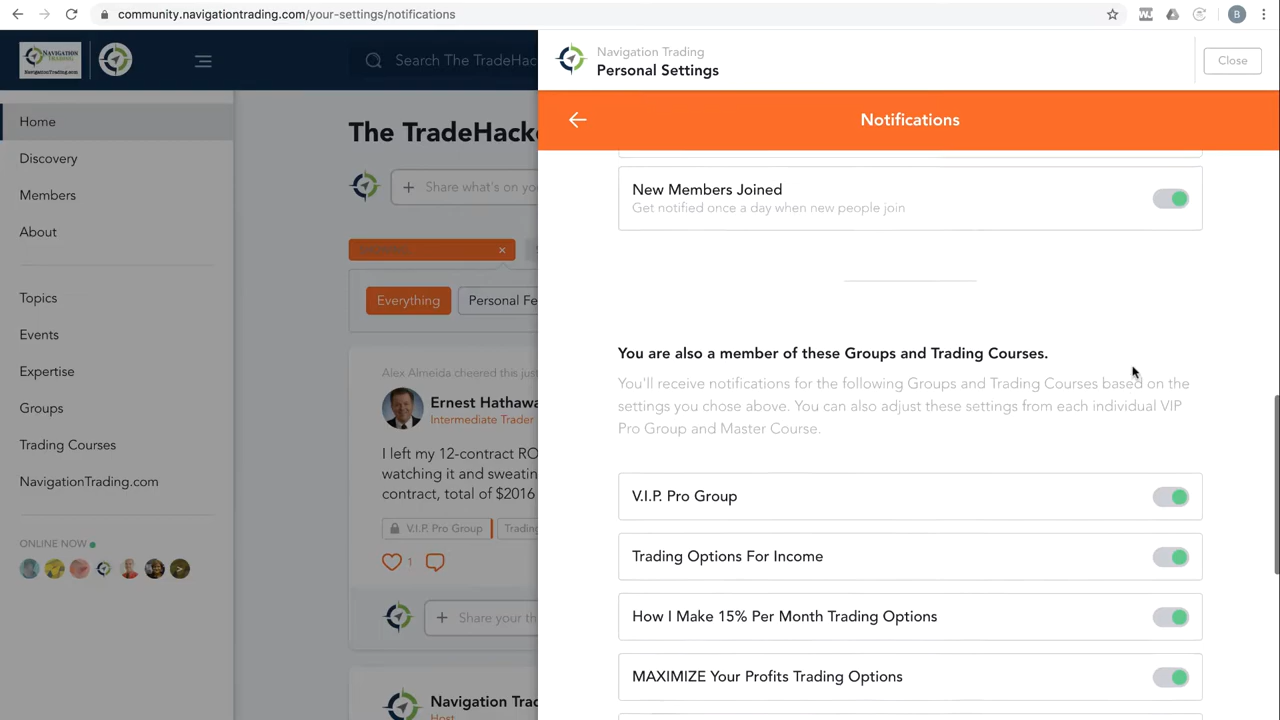 community.navigationtrading.com/your-settings/notifications
B
NAVIGATION
TRADING
NavigationTrading.com
Search The TradeHac
Navigation Trading
Personal Settings
Close
Notifications
Home
Discovery
Members
About
Topics
Events
Expertise
Groups
Trading Courses
NavigationTrading.com
ONLINE NOW
The TradeHack
Share what's on yo
Everything
Personal Fe
Alex Almeida cheered this just
Ernest Hathaw
Intermediate Trader
I left my 12-contract RO
watching it and sweatin
contract, total of $2016
V.I.P. Pro Group
Trading
1
Share your th
Navigation Trad
Host
New Members Joined
Get notified once a day when new people join
You are also a member of these Groups and Trading Courses.
You'll receive notifications for the following Groups and Trading Courses based on the
settings you chose above. You can also adjust these settings from each individual VIP
Pro Group and Master Course.
V.I.P. Pro Group
Trading Options For Income
How I Make 15% Per Month Trading Options
MAXIMIZE Your Profits Trading Options